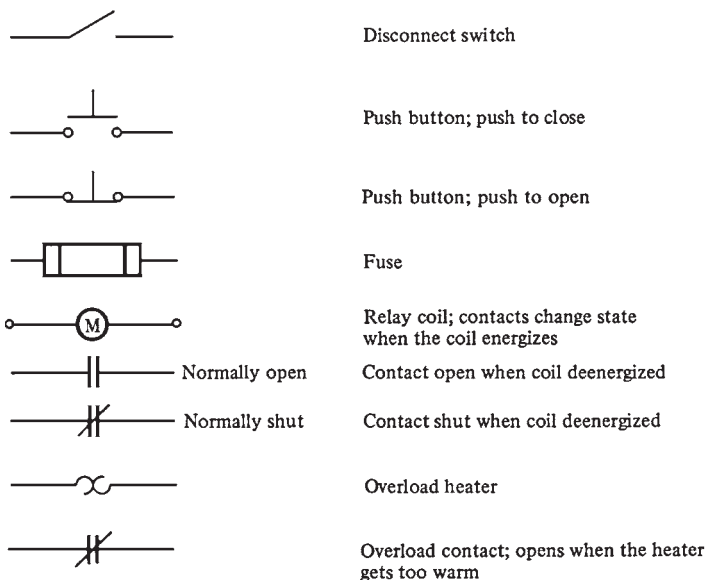 Disconnect switch
Push button; push to close
Push button; push to open
Fuse
M
Relay coil; contacts change state
when the coil energizes
Normally open
Contact open when coil deenergized
Normally shut
Contact shut when coil deenergized
Overload heater
Overload contact; opens when the heater
gets too warm